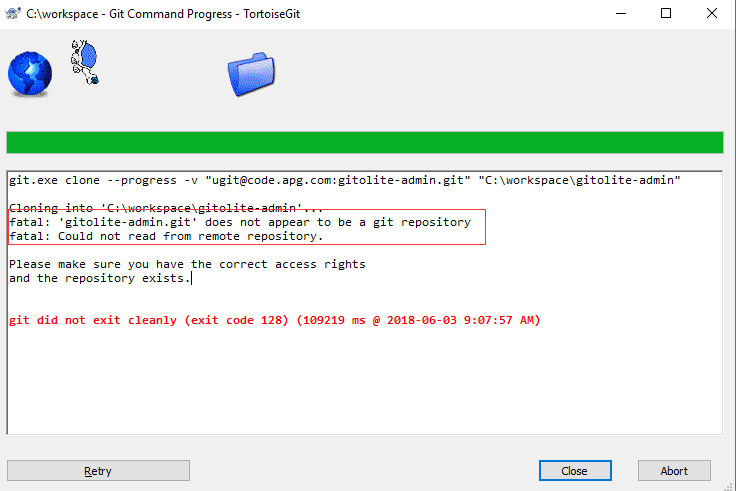 C:\workspace - Git Command Progress - TortoiseGit
git.exe clone --progress -v "ugit@code.apg.com:gitolite-admin.git" "C:\workspace\gitolite-admin"
Cloning into 'C:\workspace\gitolite-admin'...
fatal: 'gitolite-admin.git' does not appear to be a git repository
fatal: Could not read from remote repository.
Please make sure you have the correct access rights
and the repository exists.
git did not exit cleanly (exit code 128) (109219 ms @ 2018-06-03 9:07:57 AM)
Retry
Close
Abort